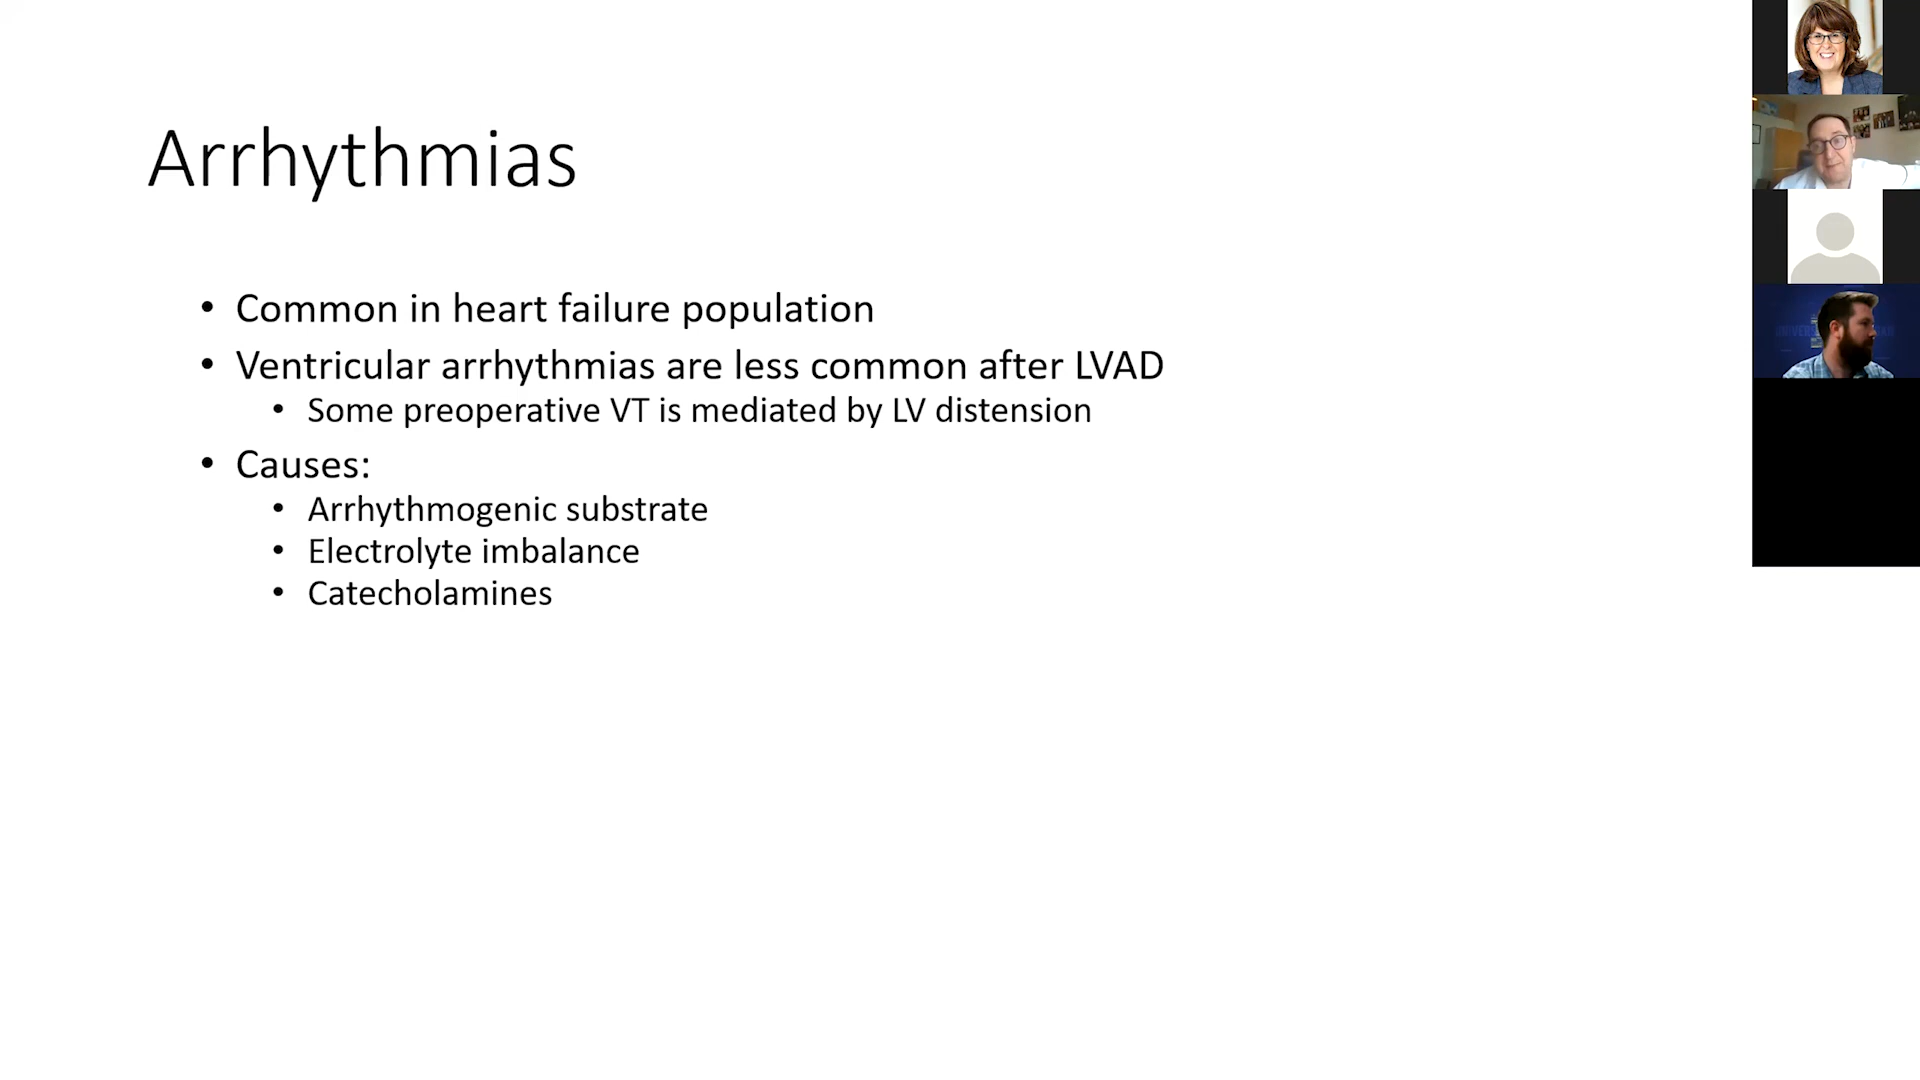 Arrhythmias
• Common in heart failure population
• Ventricular arrhythmias are less common after LVAD
• Some preoperative VT is mediated by LV distension
• Causes:
• Arrhythmogenic substrate
• Electrolyte imbalance
• Catecholamines